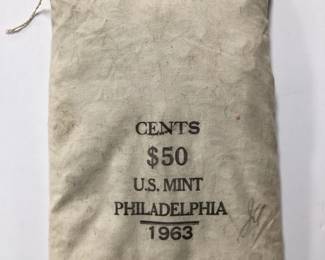 CENTS
$50
U.S. MINT
PHILADELPHIA
1963